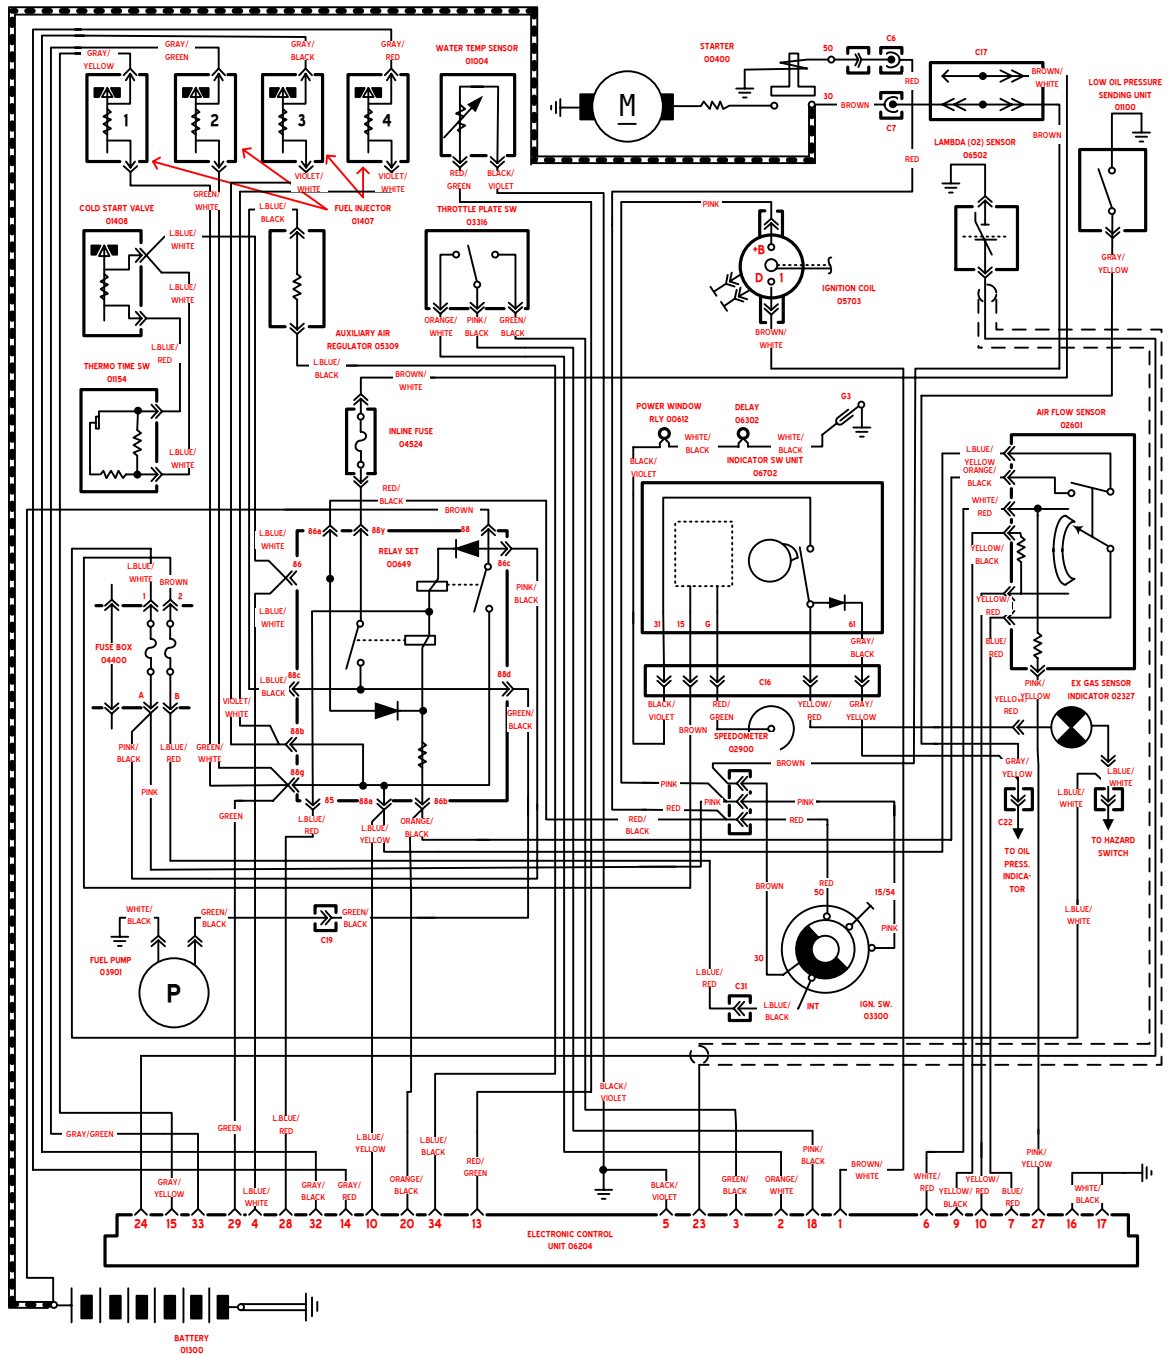 GRAY/
YELLOW
GRAY/
GREEN
GRAY/
BLACK
GRAY/
RED
WATER TEMP SENSOR
01004
STARTER
00400
50
C6
C17
RED
BROWN/
WHITE
LOW OIL PRESSURE
SENDING UNIT
01100
1
2
3
4
M
30
BROWN
C7
BROWN
RED
LAMBDA (O2) SENSOR
06502
VIOLET/
WHITE
VIOLET/
WHITE
RED/
GREEN
BLACK/
VIOLET
GREEN/
WHITE
COLD START VALVE
01408
L.BLUE/
BLACK
FUEL INJECTOR
01407
THROTTLE PLATE SW
03316
PINK
L.BLUE/
WHITE
+B
D
1
GRAY/
YELLOW
IGNITION COIL
05703
L.BLUE/
WHITE
ORANGE/
WHITE
PINK/
BLACK
GREEN/
BLACK
BROWN/
WHITE
AUXILIARY AIR
REGULATOR 05309
L.BLUE/
RED
THERMO TIME SW
01154
L.BLUE/
BLACK
BROWN/
WHITE
INLINE FUSE
04524
POWER WINDOW
RLY 00612
DELAY
06302
G3
AIR FLOW SENSOR
02601
WHITE/
BLACK
WHITE/
BLACK
BLACK/
VIOLET
INDICATOR SW UNIT
06702
L.BLUE/
WHITE
L.BLUE/
YELLOW
ORANGE/
BLACK
RED/
BLACK
BROWN
WHITE/
RED
L.BLUE/
WHITE
86a
88y
88
RELAY SET
00649
86
86c
YELLOW/
BLACK
L.BLUE/
WHITE
BROWN
1
2
PINK/
BLACK
L.BLUE/
WHITE
YELLOW/
RED
31
15
G
61
FUSE BOX
04400
GRAY/
BLACK
BLUE/
RED
L.BLUE/
BLACK
88c
88d
C16
A
B
VIOLET/
WHITE
GREEN/
BLACK
BLACK/
VIOLET
BROWN
RED/
GREEN
YELLOW/
RED
GRAY/
YELLOW
PINK/
YELLOW
YELLOW/
RED
EX GAS SENSOR
INDICATOR 02327
88b
SPEEDOMETER
02900
PINK/
BLACK
L.BLUE/
RED
GREEN/
WHITE
88q
BROWN
GRAY/
YELLOW
L.BLUE/
WHITE
PINK
PINK
L.BLUE/
WHITE
85
88a
86b
PINK
PINK
RED
GREEN
L.BLUE/
RED
L.BLUE/
YELLOW
ORANGE/
BLACK
RED/
BLACK
RED
C22
TO OIL
PRESS.
INDICA-
TOR
TO HAZARD
SWITCH
BROWN
RED
50
15/54
WHITE/
BLACK
GREEN/
BLACK
GREEN/
BLACK
PINK
L.BLUE/
WHITE
C19
FUEL PUMP
03901
30
P
L.BLUE/
RED
C31
L.BLUE/
BLACK
INT
IGN. SW.
03300
BLACK/
VIOLET
GRAY/GREEN
GREEN
L.BLUE/
RED
L.BLUE/
YELLOW
L.BLUE/
BLACK
PINK/
BLACK
PINK/
YELLOW
RED/
GREEN
BROWN/
WHITE
GRAY/
YELLOW
L.BLUE/
WHITE
GRAY/
BLACK
GRAY/
RED
ORANGE/
BLACK
BLACK/
VIOLET
GREEN/
BLACK
ORANGE/
WHITE
WHITE/
RED
YELLOW/
BLACK
YELLOW/
RED
BLUE/
RED
WHITE/
BLACK
24 15 33 29 4 28 32 14 10 20 34 13 5 23 3 2 18 1 6 9 10 7 27 16 17
ELECTRONIC CONTROL
UNIT 06204
BATTERY
01300